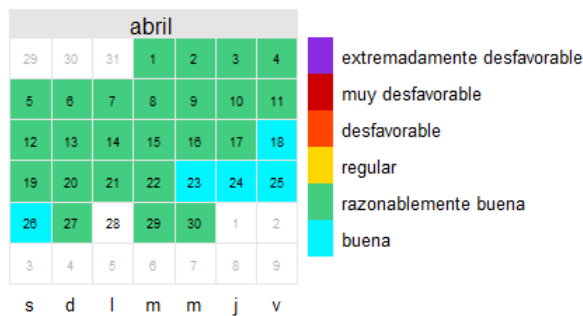 abril
29 30 31 1 2 3 4
5 6 7 8 9 10 11
12 13 14 15 16 17 18
19 20 21 22 23 24 25
26 27 28 29 30 1 2
3 4 5 6 7 8 9
s d l m m j v
extremadamente desfavorable
muy desfavorable
desfavorable
regular
razonablemente buena
buena